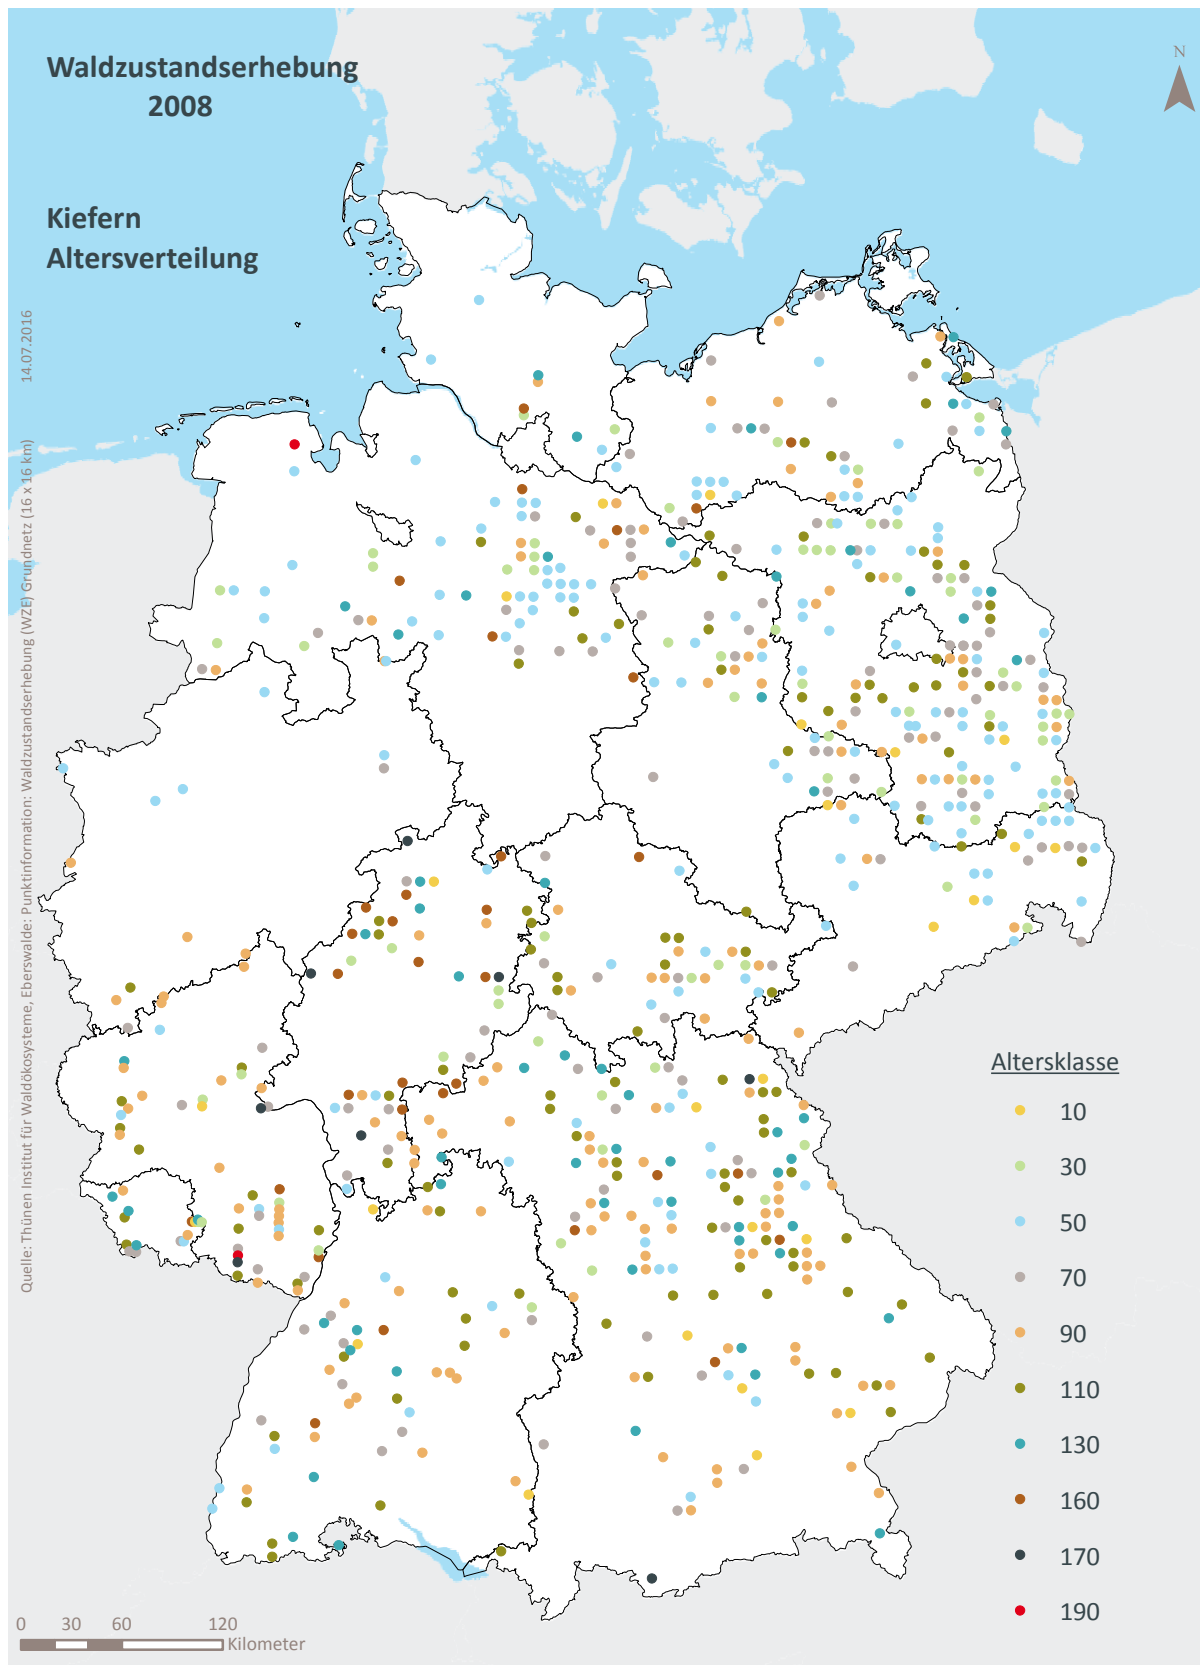 Waldzustandserhebung
2008
Kiefern
Altersverteilung
N
Quelle: Thünen Institut für Waldökosysteme, Eberswalde: Punktinformation: Waldzustandserhebung (WZE) Grundnetz (16 x 16 km) 14.07.2016
Altersklasse
10
30
50
70
90
110
130
160
170
190
0 30 60 120
Kilometer